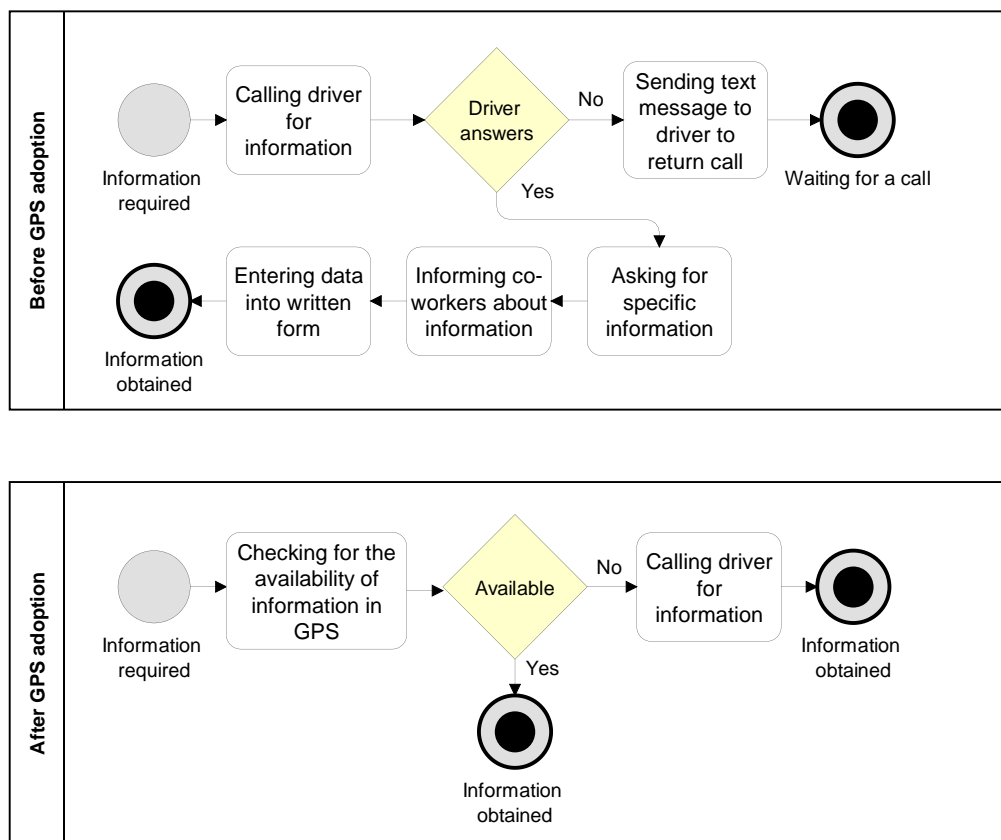 Before GPS adoption
Calling driver
for
information
Driver
answers
No
Sending text
message to
driver to
return call
Information
required
Waiting for a call
Yes
Entering data
into written
form
Informing co-
workers about
information
Asking for
specific
information
Information
obtained
After GPS adoption
Checking for the
availability of
information in
GPS
Available
No
Calling driver
for
information
Information
required
Information
obtained
Yes
Information
obtained